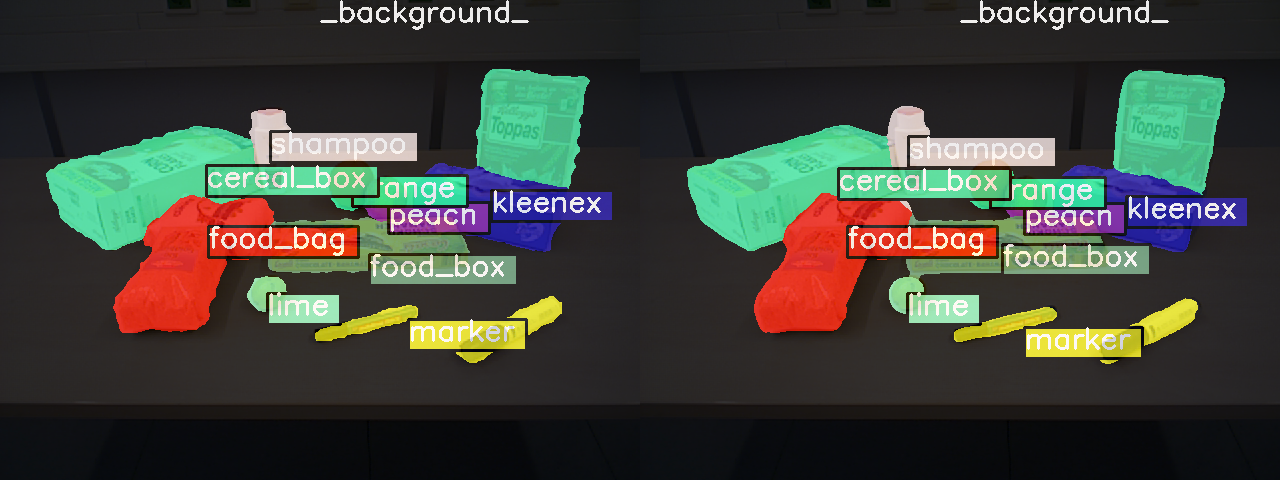 _background_
_background_
Toppas
Toppas
shampoo
shampoo
cereal_box
cereal_box
range
range
peach
peach
kleenex
kleenex
food_bag
food_bag
food_box
food_box
lime
lime
marker
marker